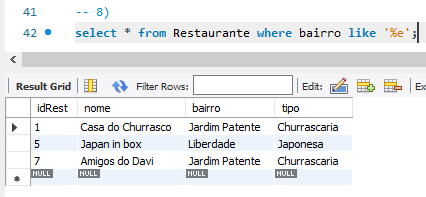 41 -- 8)
42 select * from Restaurante where bairro like '%e';
Result Grid Filter Rows: Edit:
idRest nome bairro tipo
1 Casa do Churrasco Jardim Patente Churrascaria
5 Japan in box Liberdade Japonesa
7 Amigos do Davi Jardim Patente Churrascaria
NULL NULL NULL NULL